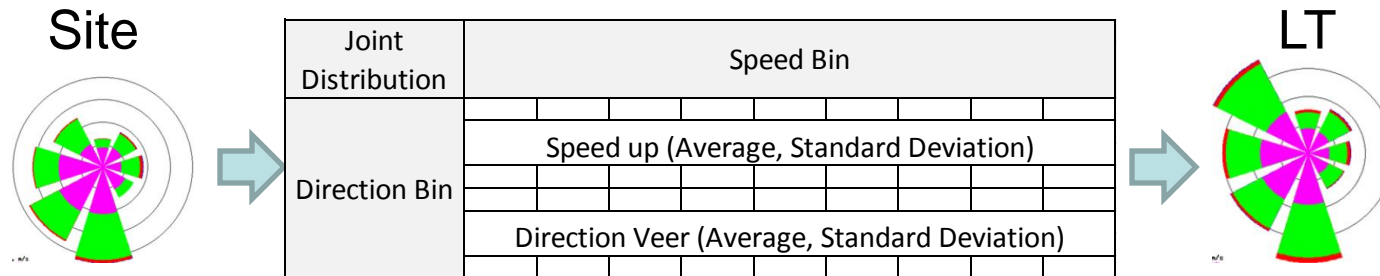 Site
LT
Joint
Distribution
Speed Bin
Direction Bin
Speed up (Average, Standard Deviation)
Direction Veer (Average, Standard Deviation)
m/s
m/s